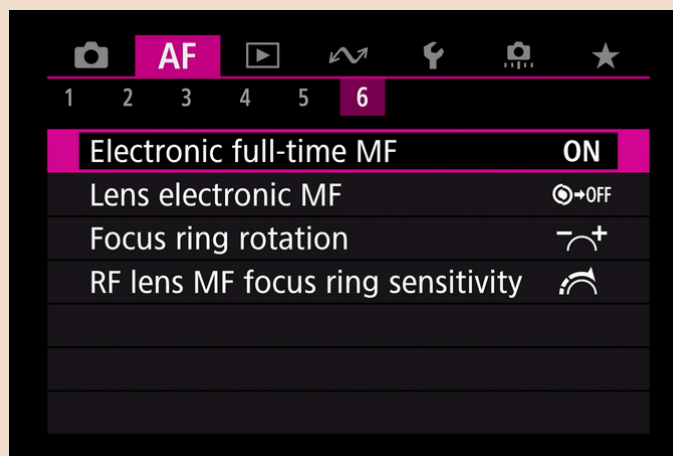 AF
1 2 3 4 5 6
Electronic full-time MF ON
Lens electronic MF OFF
Focus ring rotation - +
RF lens MF focus ring sensitivity